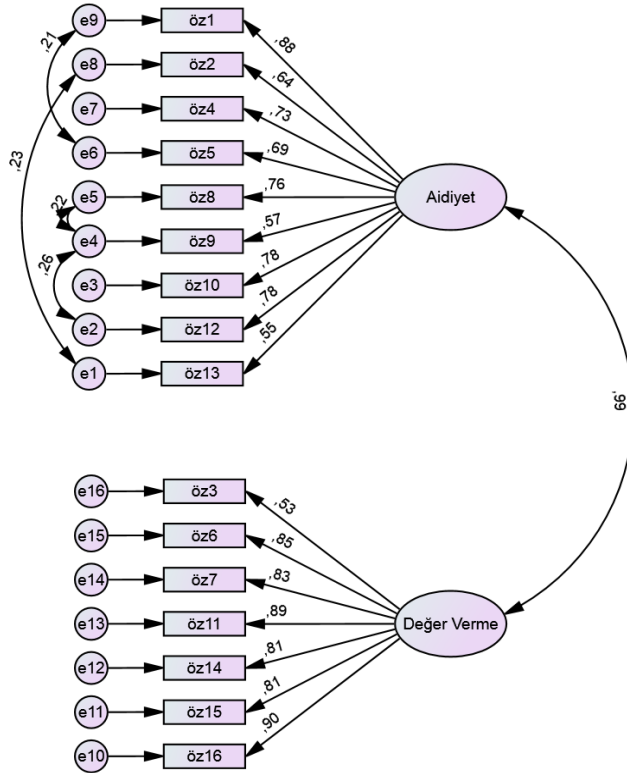 e9
öz1
e8
öz2
e7
öz4
e6
öz5
e5
öz8
e4
öz9
e3
öz10
e2
öz12
e1
öz13
,21
,23
,22
,26
,88
,64
,73
,69
,76
,57
,78
,78
,55
Aidiyet
,99
e16
öz3
e15
öz6
e14
öz7
e13
öz11
e12
öz14
e11
öz15
e10
öz16
,53
,85
,83
,89
,81
,81
,90
Değer Verme